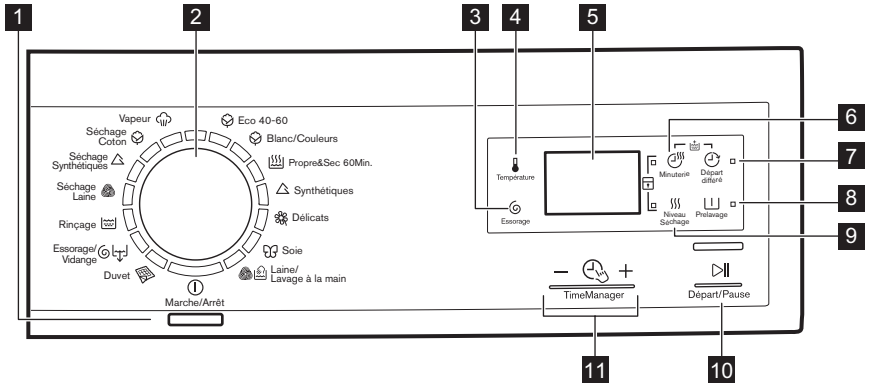 1
2
3
4
5
6
7
8
9
10
11
Vapeur
Séchage
Coton
Séchage
Synthétiques
Séchage
Laine
Rinçage
Essorage/
Vidange
Duvet
Marche/Arrêt
Eco 40-60
Blanc/Couleurs
Propre&Sec 60Min.
Synthétiques
Délicats
Soie
Laine/
Lavage à la main
Température
Essorage
Minuterie
Départ
différé
Niveau
Séchage
Prelavage
TimeManager
Départ/Pause